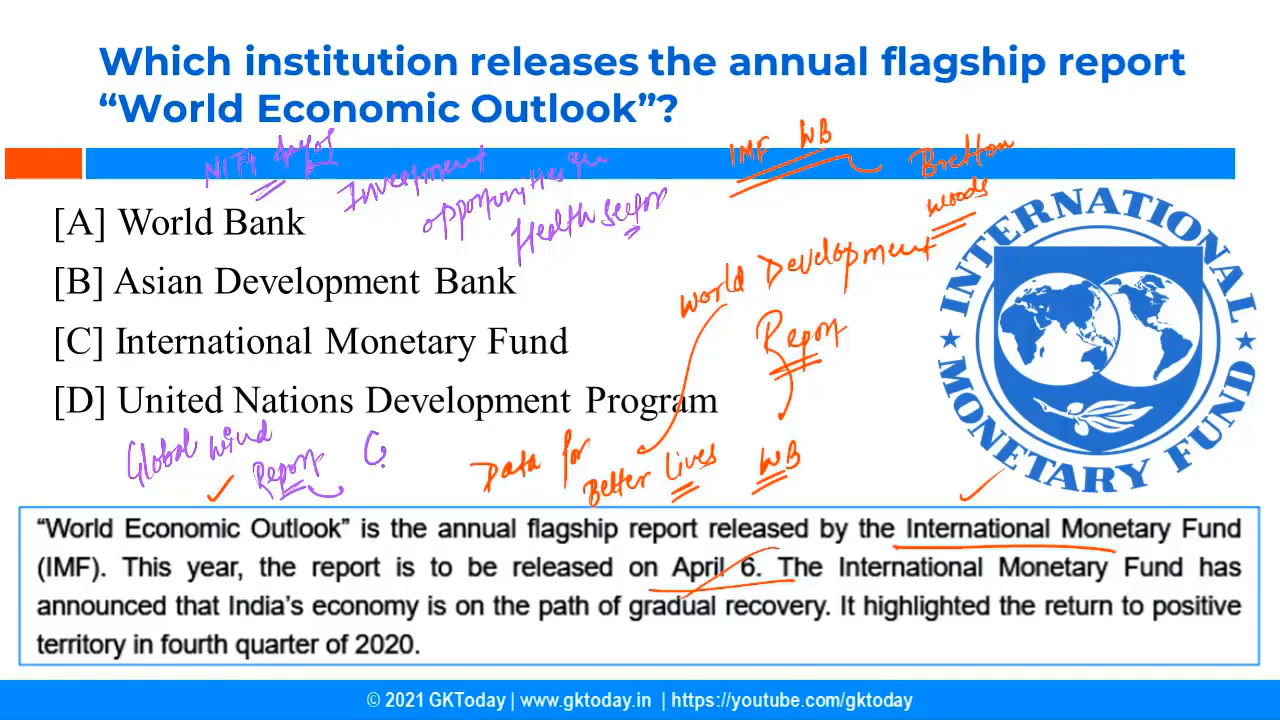 Which institution releases the annual flagship report
“World Economic Outlook”?
IMF WB
Bretton
Woods
Investment
opportunities
Health Sector
[A] World Bank
World Development
Report
[B] Asian Development Bank
[C] International Monetary Fund
[D] United Nations Development Program
INTERNATIONAL MONETARY FUND
Global wind
Report
G
Data for
Better Lives
WB
“World Economic Outlook” is the annual flagship report released by the International Monetary Fund
(IMF). This year, the report is to be released on April 6. The International Monetary Fund has
announced that India’s economy is on the path of gradual recovery. It highlighted the return to positive
territory in fourth quarter of 2020.
© 2021 GKToday | www.gktoday.in | https://youtube.com/gktoday